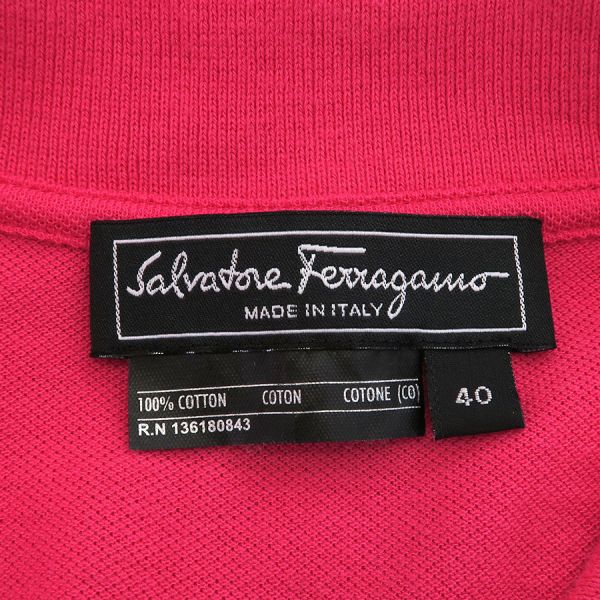 Salvatore Ferragamo
MADE IN ITALY
100% COTTON COTON COTONE (CO)
R.N 136180843
40